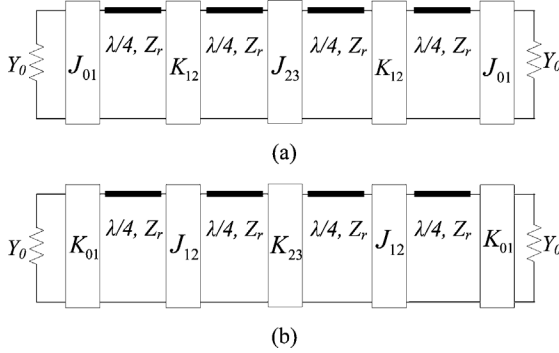 Y₀ J₀₁ λ/4, Zᵣ K₁₂ λ/4, Zᵣ J₂₃ λ/4, Zᵣ K₁₂ λ/4, Zᵣ J₀₁ Y₀
(a)
Y₀ K₀₁ λ/4, Zᵣ J₁₂ λ/4, Zᵣ K₂₃ λ/4, Zᵣ J₁₂ λ/4, Zᵣ K₀₁ Y₀
(b)